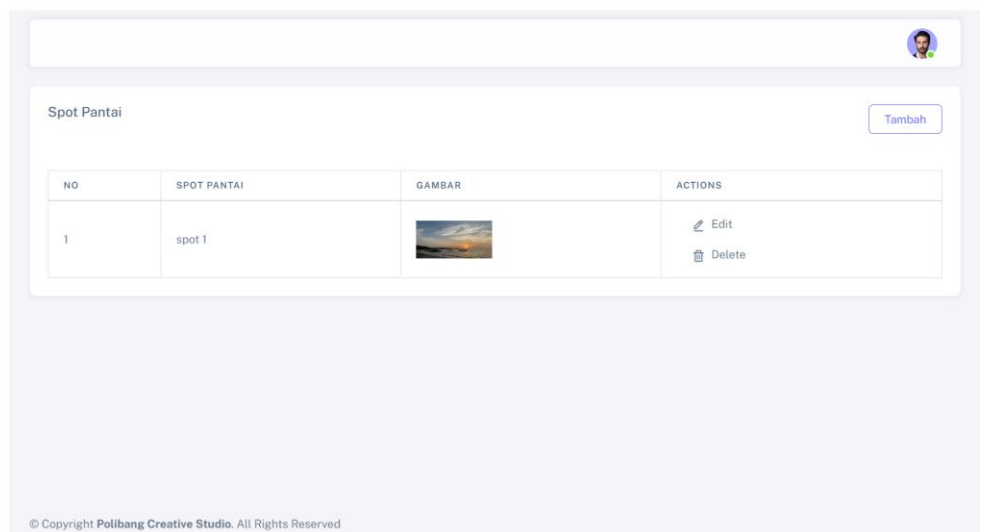 Spot Pantai
Tambah
NO SPOT PANTAI GAMBAR ACTIONS
1 spot 1 Edit
Delete
© Copyright Polibang Creative Studio. All Rights Reserved